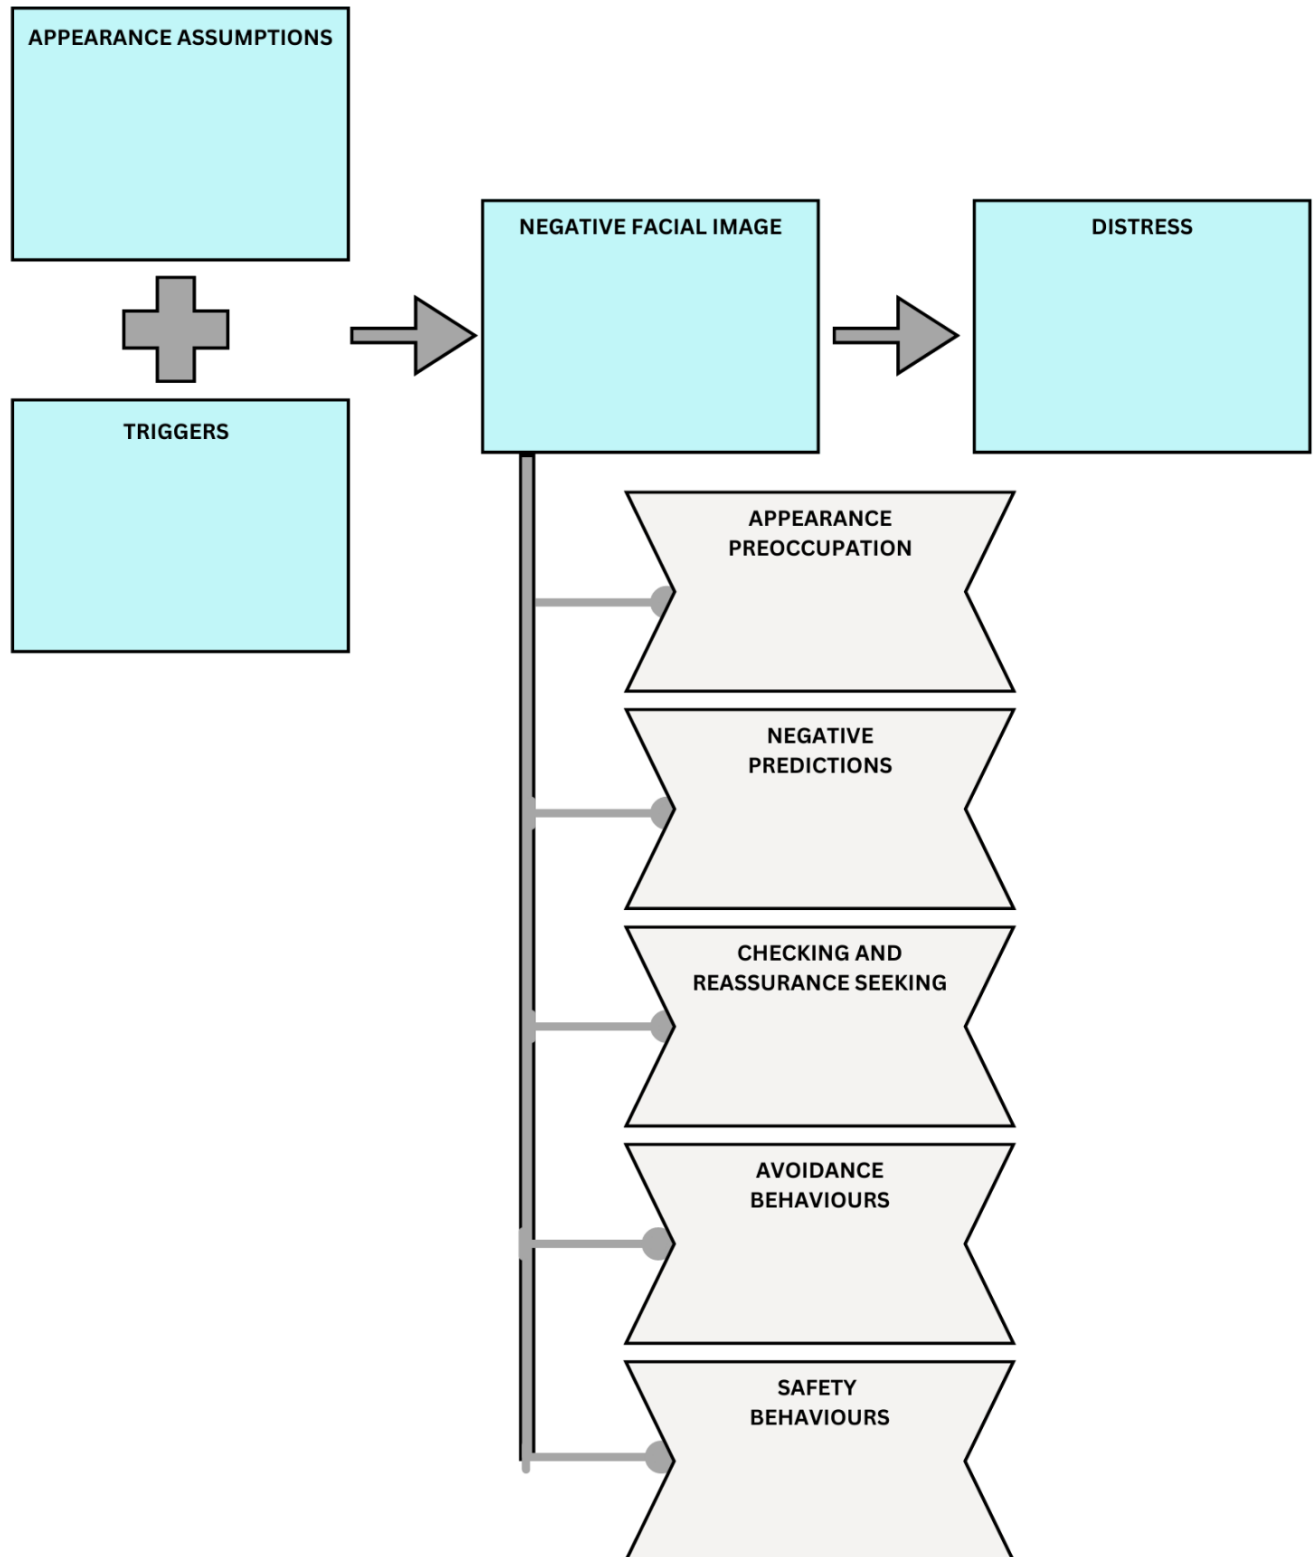 APPEARANCE ASSUMPTIONS
TRIGGERS
NEGATIVE FACIAL IMAGE
DISTRESS
APPEARANCE
PREOCCUPATION
NEGATIVE
PREDICTIONS
CHECKING AND
REASSURANCE SEEKING
AVOIDANCE
BEHAVIOURS
SAFETY
BEHAVIOURS